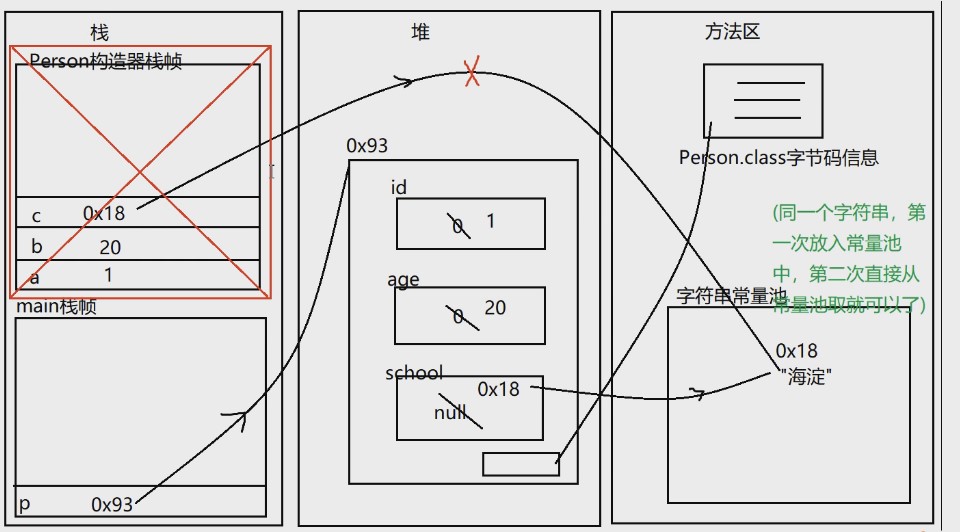 栈
Person构造器栈帧
c 0x18
b 20
a 1
main栈帧
p 0x93
堆
0x93
id
0 1
age
0 20
school
0x18
null
方法区
Person.class字节码信息
(同一个字符串，第
一次放入常量池
中，第二次直接从
常量池取就可以了)
字符串常量池
0x18
"海淀"